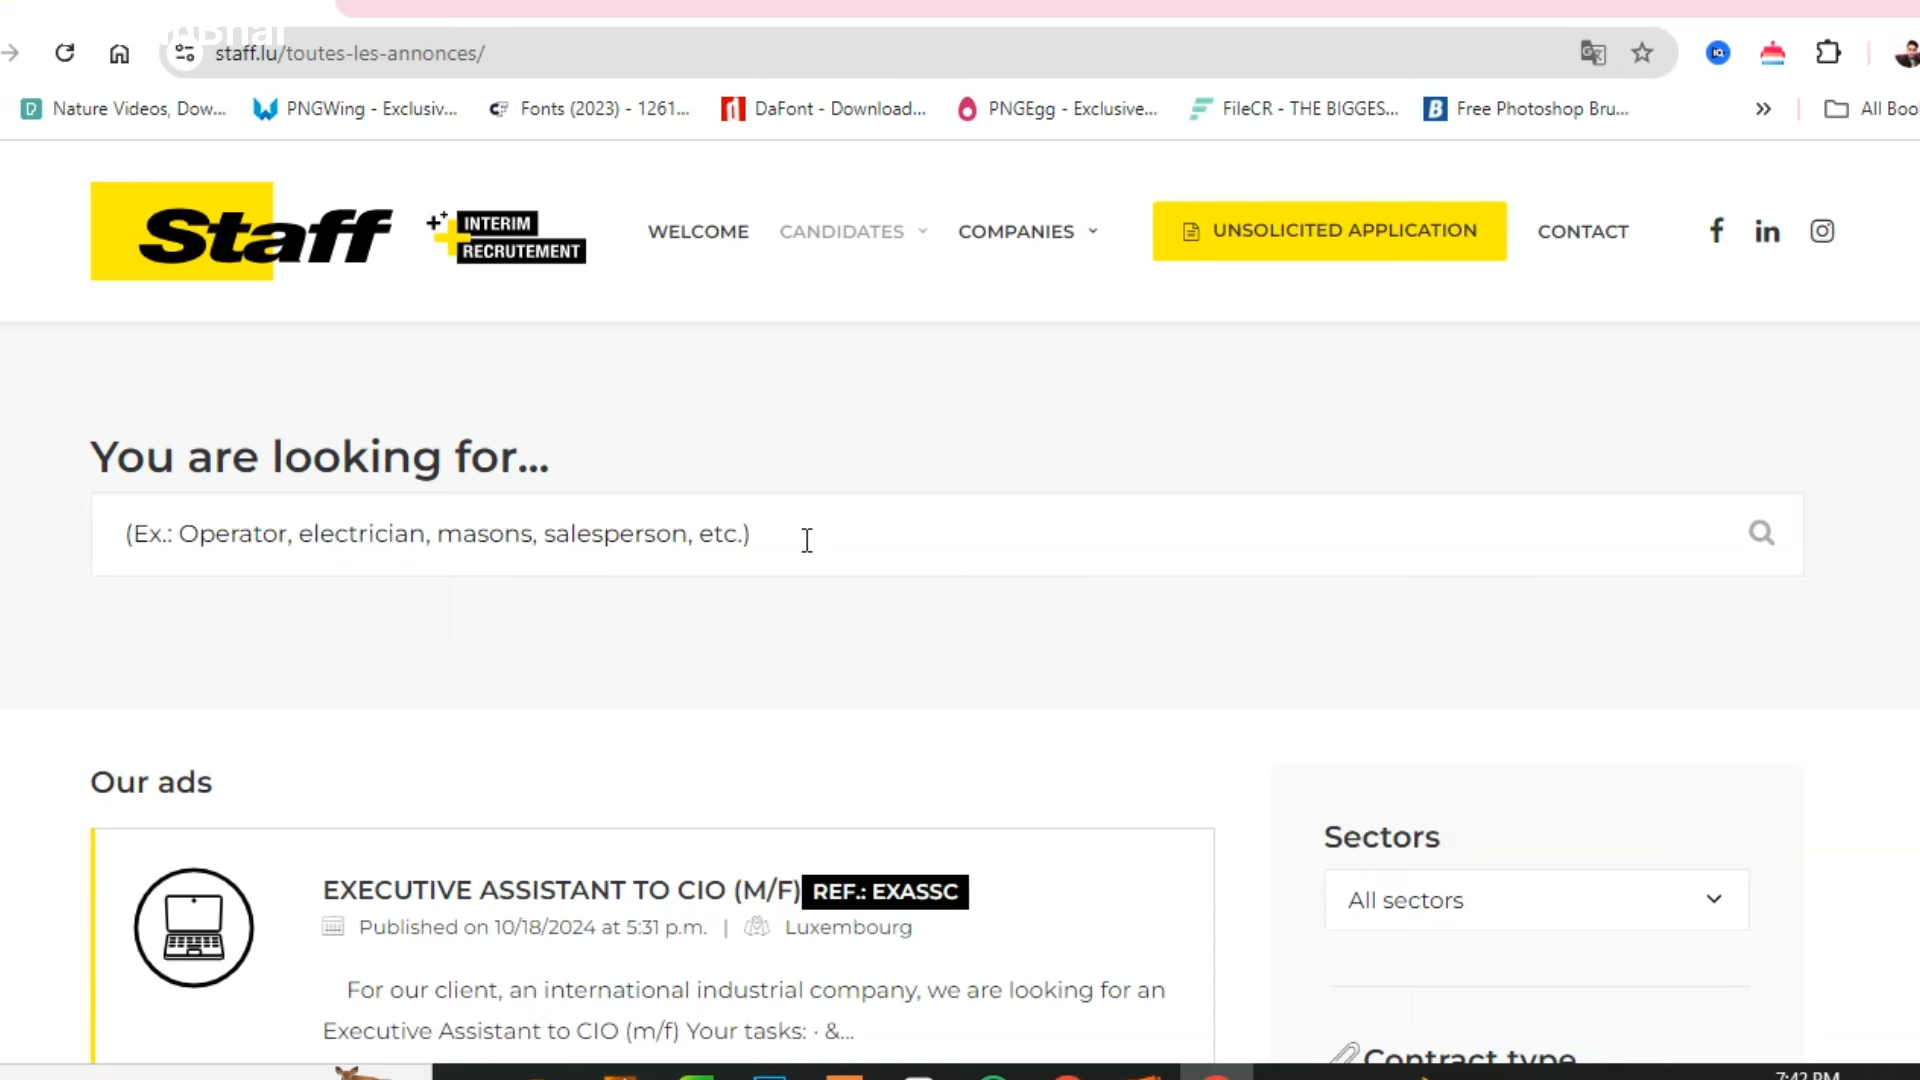 staff.lu/toutes-les-annonces/
Nature Videos, Dow... PNGWing - Exclusiv... Fonts (2023) - 1261... DaFont - Download... PNGEgg - Exclusive... FileCR - THE BIGGES... Free Photoshop Bru... » All Boo
Staff INTERIM RECRUTEMENT WELCOME CANDIDATES COMPANIES UNSOLICITED APPLICATION CONTACT
You are looking for...
(Ex.: Operator, electrician, masons, salesperson, etc.)
Our ads
EXECUTIVE ASSISTANT TO CIO (M/F) REF.: EXASSC
Published on 10/18/2024 at 5:31 p.m. | Luxembourg
For our client, an international industrial company, we are looking for an
Executive Assistant to CIO (m/f) Your tasks: · &...
Sectors
All sectors
Contract type
7:42 PM